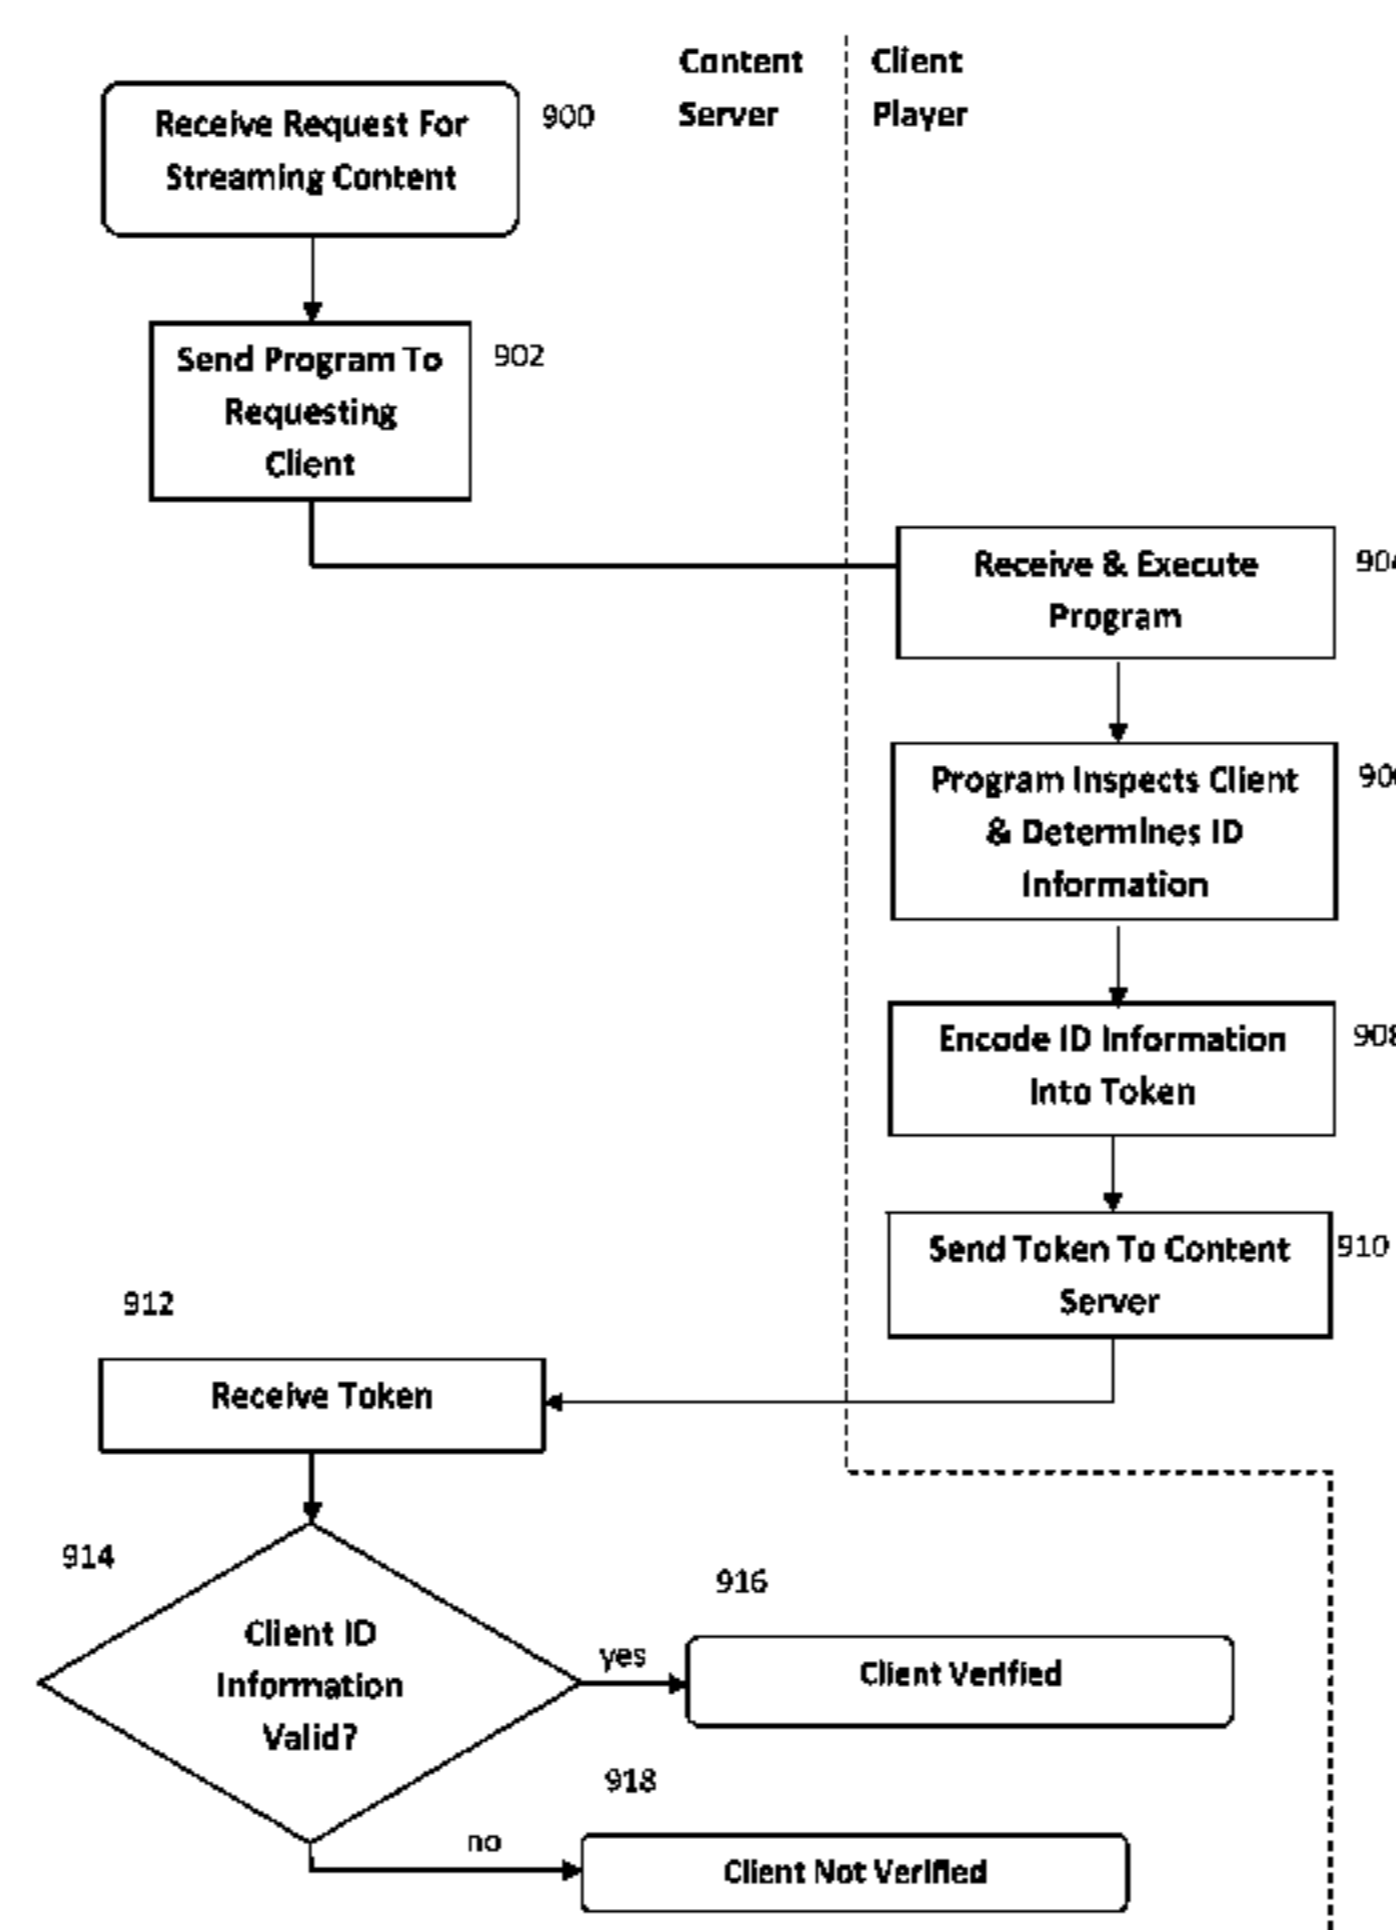 Content
Server
Client
Player
Receive Request For
Streaming Content
900
Send Program To
Requesting
Client
902
Receive & Execute
Program
Program Inspects Client
& Determines ID
Information
Encode ID Information
Into Token
Send Token To Content
Server
910
912
Receive Token
914
Client ID
Information
Valid?
yes
916
Client Verified
no
918
Client Not Verified